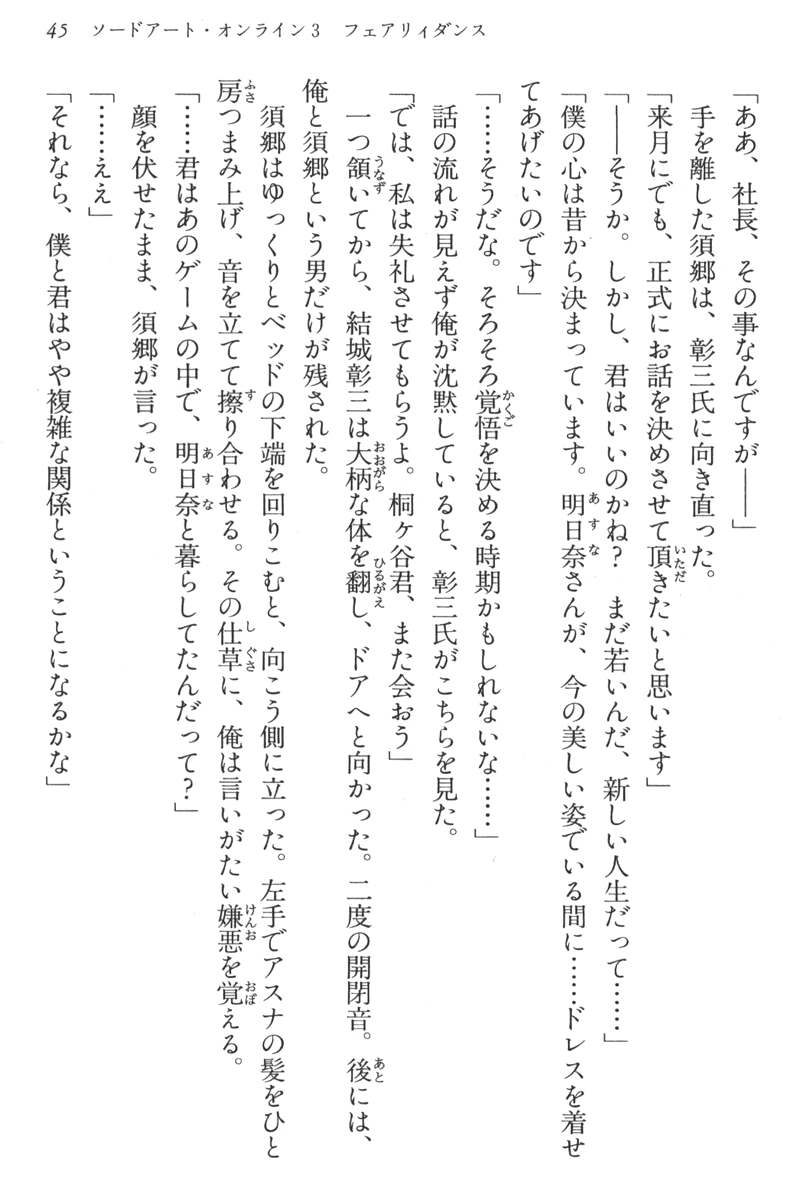 45 ソードアート・オンライン3 フェアリィダンス
「ああ、社長、その事なんですが――」
手を離した須郷は、彰三氏に向き直った。
「来月にでも、正式にお話を決めさせて頂きたいと思います」
「――そうか。しかし、君はいいのかね? まだ若いんだ、新しい人生だって……」
「僕の心は昔から決まっています。明日奈さんが、今の美しい姿でいる間に……ドレスを着せ
てあげたいのです」
「……そうだな。そろそろ覚悟を決める時期かもしれないな……」
話の流れが見えず俺が沈黙していると、彰三氏がこちらを見た。
「では、私は失礼させてもらうよ。桐ヶ谷君、また会おう」
一つ頷いてから、結城彰三は大柄な体を翻し、ドアへと向かった。二度の開閉音。後には、
俺と須郷という男だけが残された。
須郷はゆっくりとベッドの下端を回りこむと、向こう側に立った。左手でアスナの髪をひと
房つまみ上げ、音を立てて擦り合わせる。その仕草に、俺は言いがたい嫌悪を覚える。
「……君はあのゲームの中で、明日奈と暮らしてたんだって?」
顔を伏せたまま、須郷が言った。
「……ええ」
「それなら、僕と君はやや複雑な関係ということになるかな」